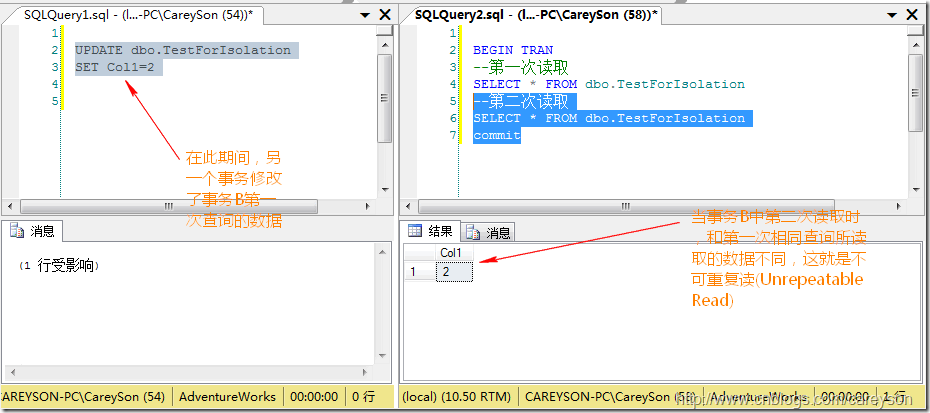 SQLQuery1.sql - (l...-PC\CareySon (54))*
1
2 UPDATE dbo.TestForIsolation
3 SET Col1=2
4
5
在此期间，另
一个事务修改
了事务B第一
次查询的数据
消息
(1 行受影响)
CAREYSON-PC\CareySon (54) AdventureWorks 00:00:00 0 行
SQLQuery2.sql - (l...-PC\CareySon (58))*
1
2 BEGIN TRAN
3 --第一次读取
4 SELECT * FROM dbo.TestForIsolation
5 --第二次读取
6 SELECT * FROM dbo.TestForIsolation
7 commit
结果 消息
Col1
1 2
当事务B中第二次读取时
，和第一次相同查询所读
取的数据不同，这就是不
可重复读(Unrepeatable
Read)
(local) (10.50 RTM) CAREYSON-PC\CareySon (58) AdventureWorks 00:00:00 1 行
http://www.cnblogs.com/careyson